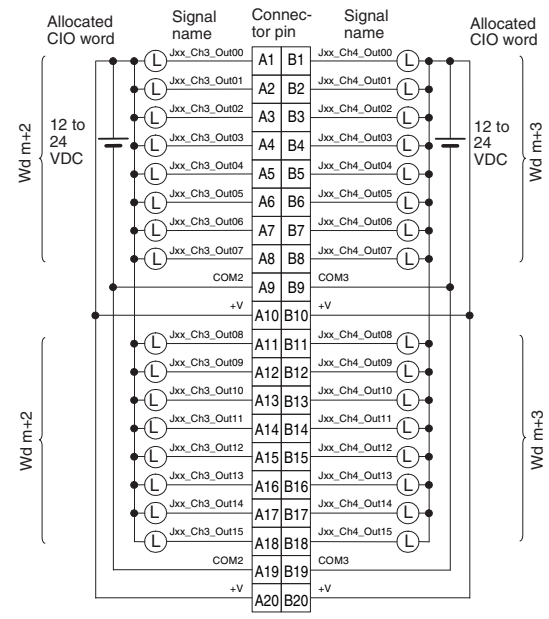 Allocated CIO word Signal name Connec- tor pin Signal name Allocated CIO word
Jxx_Ch3_Out00 A1 B1 Jxx_Ch4_Out00
L L
Jxx_Ch3_Out01 A2 B2 Jxx_Ch4_Out01
L L
Jxx_Ch3_Out02 A3 B3 Jxx_Ch4_Out02
L L
Wd m+2 12 to 24 VDC Jxx_Ch3_Out03 A4 B4 Jxx_Ch4_Out03 12 to 24 VDC Wd m+3
L L
Jxx_Ch3_Out04 A5 B5 Jxx_Ch4_Out04
L L
Jxx_Ch3_Out05 A6 B6 Jxx_Ch4_Out05
L L
Jxx_Ch3_Out06 A7 B7 Jxx_Ch4_Out06
L L
Jxx_Ch3_Out07 A8 B8 Jxx_Ch4_Out07
L L
COM2 A9 B9 COM3
+V A10 B10 +V
Jxx_Ch3_Out08 A11 B11 Jxx_Ch4_Out08
L L
Jxx_Ch3_Out09 A12 B12 Jxx_Ch4_Out09
L L
Jxx_Ch3_Out10 A13 B13 Jxx_Ch4_Out10
L L
Wd m+2 Jxx_Ch3_Out11 A14 B14 Jxx_Ch4_Out11 Wd m+3
L L
Jxx_Ch3_Out12 A15 B15 Jxx_Ch4_Out12
L L
Jxx_Ch3_Out13 A16 B16 Jxx_Ch4_Out13
L L
Jxx_Ch3_Out14 A17 B17 Jxx_Ch4_Out14
L L
Jxx_Ch3_Out15 A18 B18 Jxx_Ch4_Out15
L L
COM2 A19 B19 COM3
+V A20 B20 +V